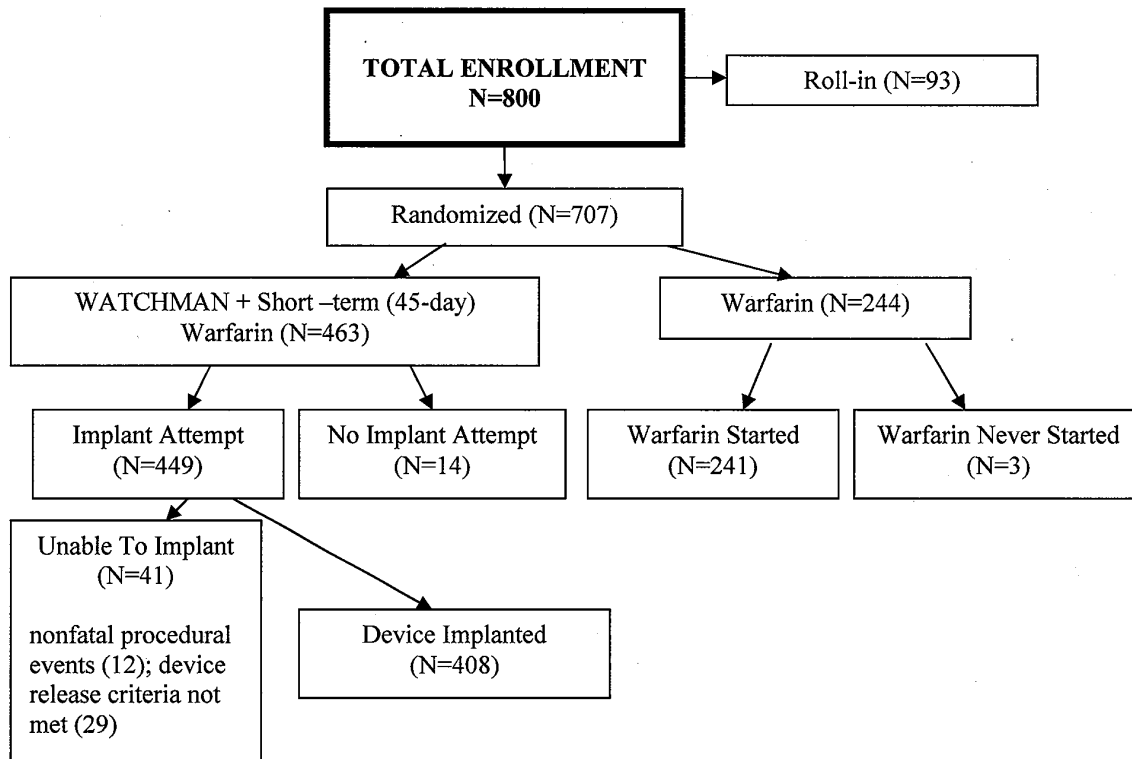 TOTAL ENROLLMENT
N=800
Roll-in (N=93)
Randomized (N=707)
WATCHMAN + Short –term (45-day)
Warfarin (N=463)
Warfarin (N=244)
Implant Attempt
(N=449)
No Implant Attempt
(N=14)
Warfarin Started
(N=241)
Warfarin Never Started
(N=3)
Unable To Implant
(N=41)
nonfatal procedural
events (12); device
release criteria not
met (29)
Device Implanted
(N=408)